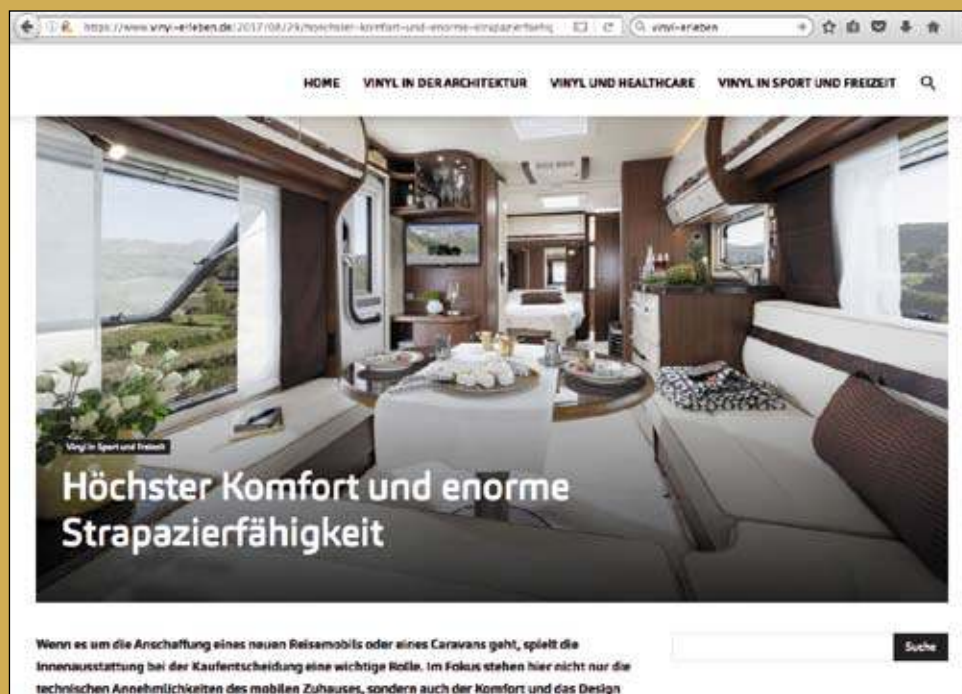 https://www.vinyl-erleben.de/2017/08/29/hoechster-komfort-und-enorme-strapazierfaehig
vinyl-erleben
HOME VINYL IN DER ARCHITEKTUR VINYL UND HEALTHCARE VINYL IN SPORT UND FREIZEIT
Vinyl in Sport und Freizeit
Höchster Komfort und enorme
Strapazierfähigkeit
Wenn es um die Anschaffung eines neuen Reisemobils oder eines Caravans geht, spielt die
Innenausstattung bei der Kaufentscheidung eine wichtige Rolle. Im Fokus stehen hier nicht nur die
technischen Annehmlichkeiten des mobilen Zuhauses, sondern auch der Komfort und das Design
Suche